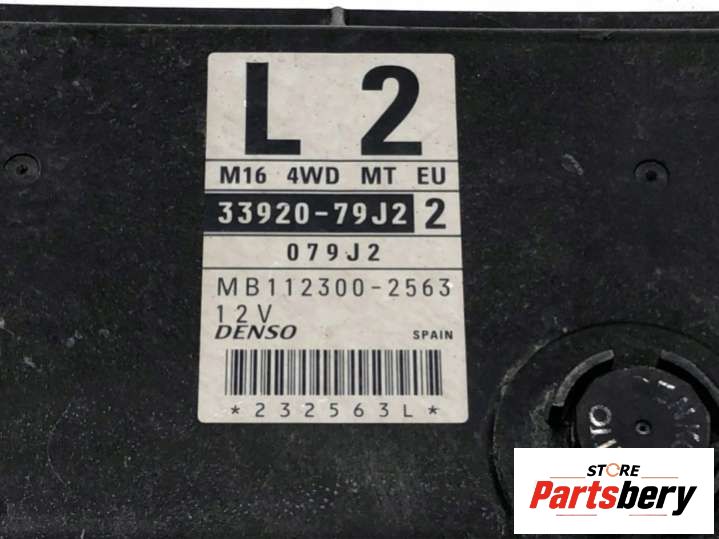 L 2
M16 4WD MT EU
33920-79J2 2
079J2
MB112300-2563
12V
DENSO SPAIN
*232563L*
STORE
Partsbery